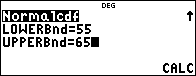 DEG
Normalcdf
LOWERBnd=55
UPPERBnd=65
CALC